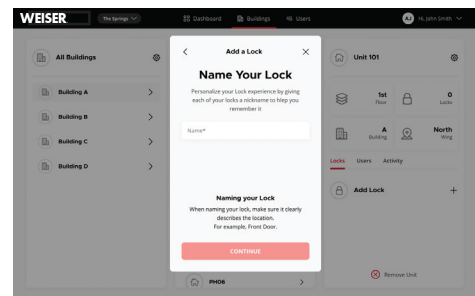 WEISER
The Springs
Dashboard
Buildings
Users
AJ
Hi, John Smith
All Buildings
Building A
Building B
Building C
Building D
Add a Lock
Name Your Lock
Personalize your Lock experience by giving
each of your locks a nickname to hlep you
remember it
Name*
Naming your Lock
When naming your lock, make sure it clearly
describes the location.
For example, Front Door.
CONTINUE
PH06
Unit 101
1st
Floor
0
Locks
A
Building
North
Wing
Locks Users Activity
Add Lock
Remove Unit